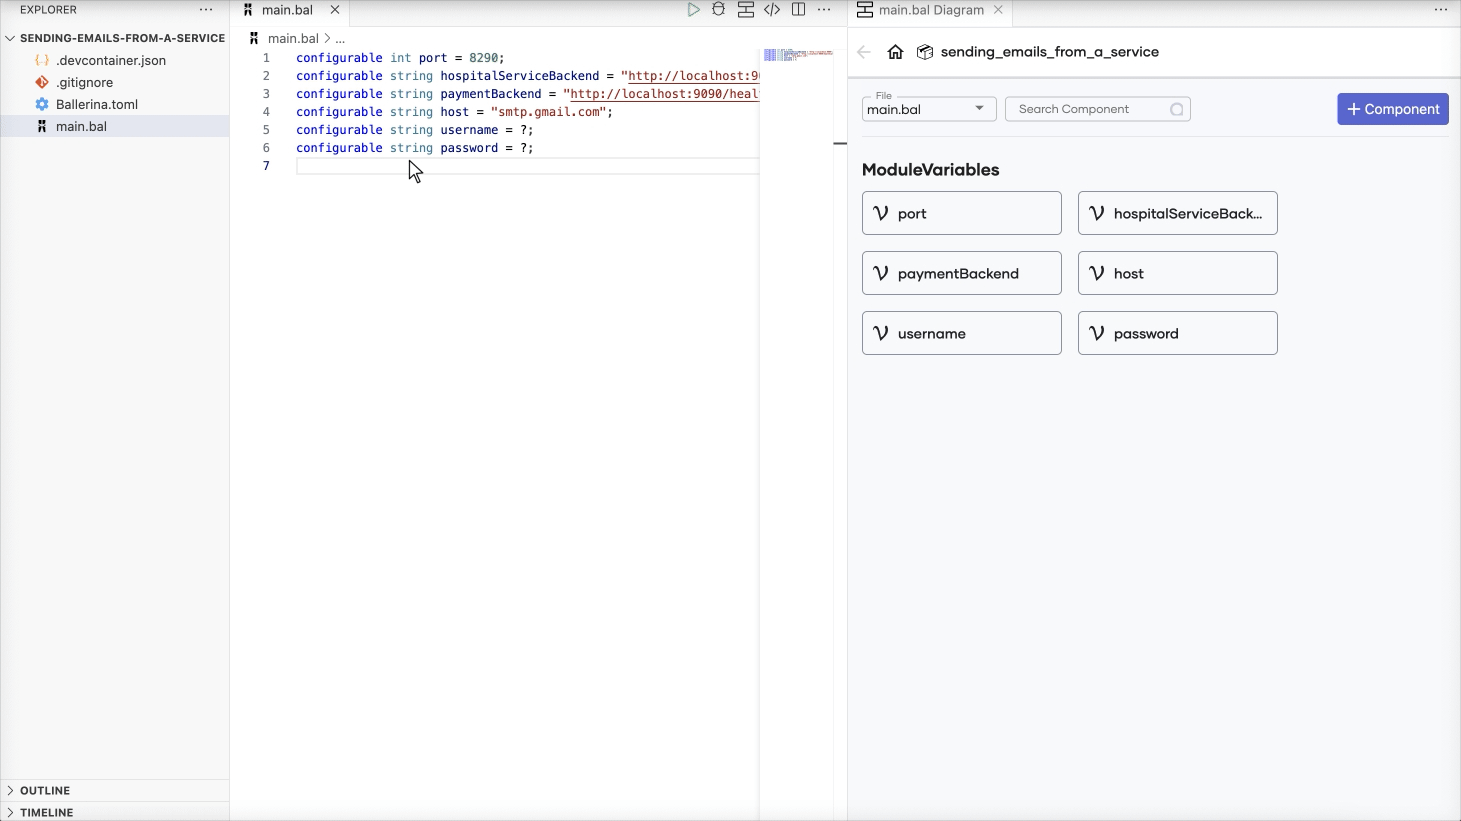 EXPLORER
SENDING-EMAILS-FROM-A-SERVICE
.devcontainer.json
.gitignore
Ballerina.toml
main.bal
OUTLINE
TIMELINE
main.bal
main.bal > ...
1 configurable int port = 8290;
2 configurable string hospitalServiceBackend = "http://localhost:9
3 configurable string paymentBackend = "http://localhost:9090/heal
4 configurable string host = "smtp.gmail.com";
5 configurable string username = ?;
6 configurable string password = ?;
7
main.bal Diagram
sending_emails_from_a_service
File
main.bal
Search Component
+ Component
ModuleVariables
port
hospitalServiceBack...
paymentBackend
host
username
password